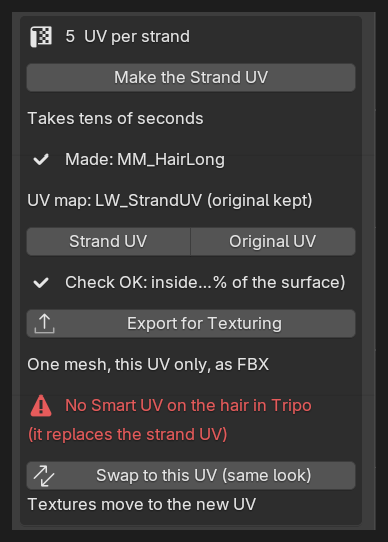 5 UV per strand
Make the Strand UV
Takes tens of seconds
Made: MM_HairLong
UV map: LW_StrandUV (original kept)
Strand UV
Original UV
Check OK: inside...% of the surface)
Export for Texturing
One mesh, this UV only, as FBX
No Smart UV on the hair in Tripo
(it replaces the strand UV)
Swap to this UV (same look)
Textures move to the new UV